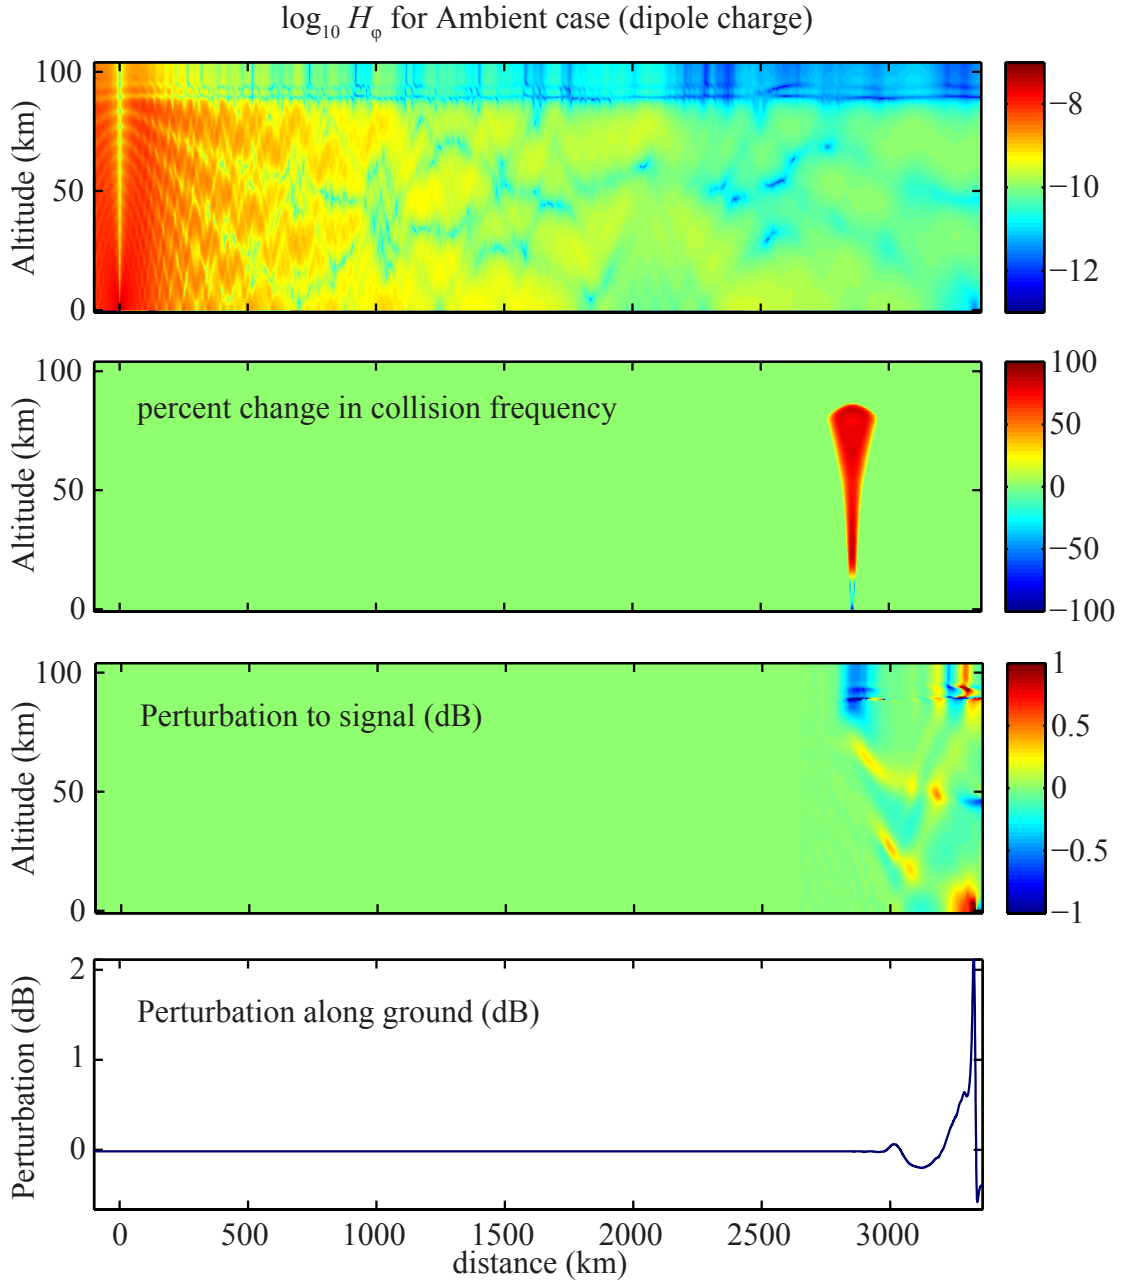 log₁₀ Hφ for Ambient case (dipole charge)
Altitude (km)
100
50
0
−8
−10
−12
percent change in collision frequency
Altitude (km)
100
50
0
100
50
0
−50
−100
Perturbation to signal (dB)
Altitude (km)
100
50
0
1
0.5
0
−0.5
−1
Perturbation along ground (dB)
Perturbation (dB)
2
1
0
0 500 1000 1500 2000 2500 3000
distance (km)